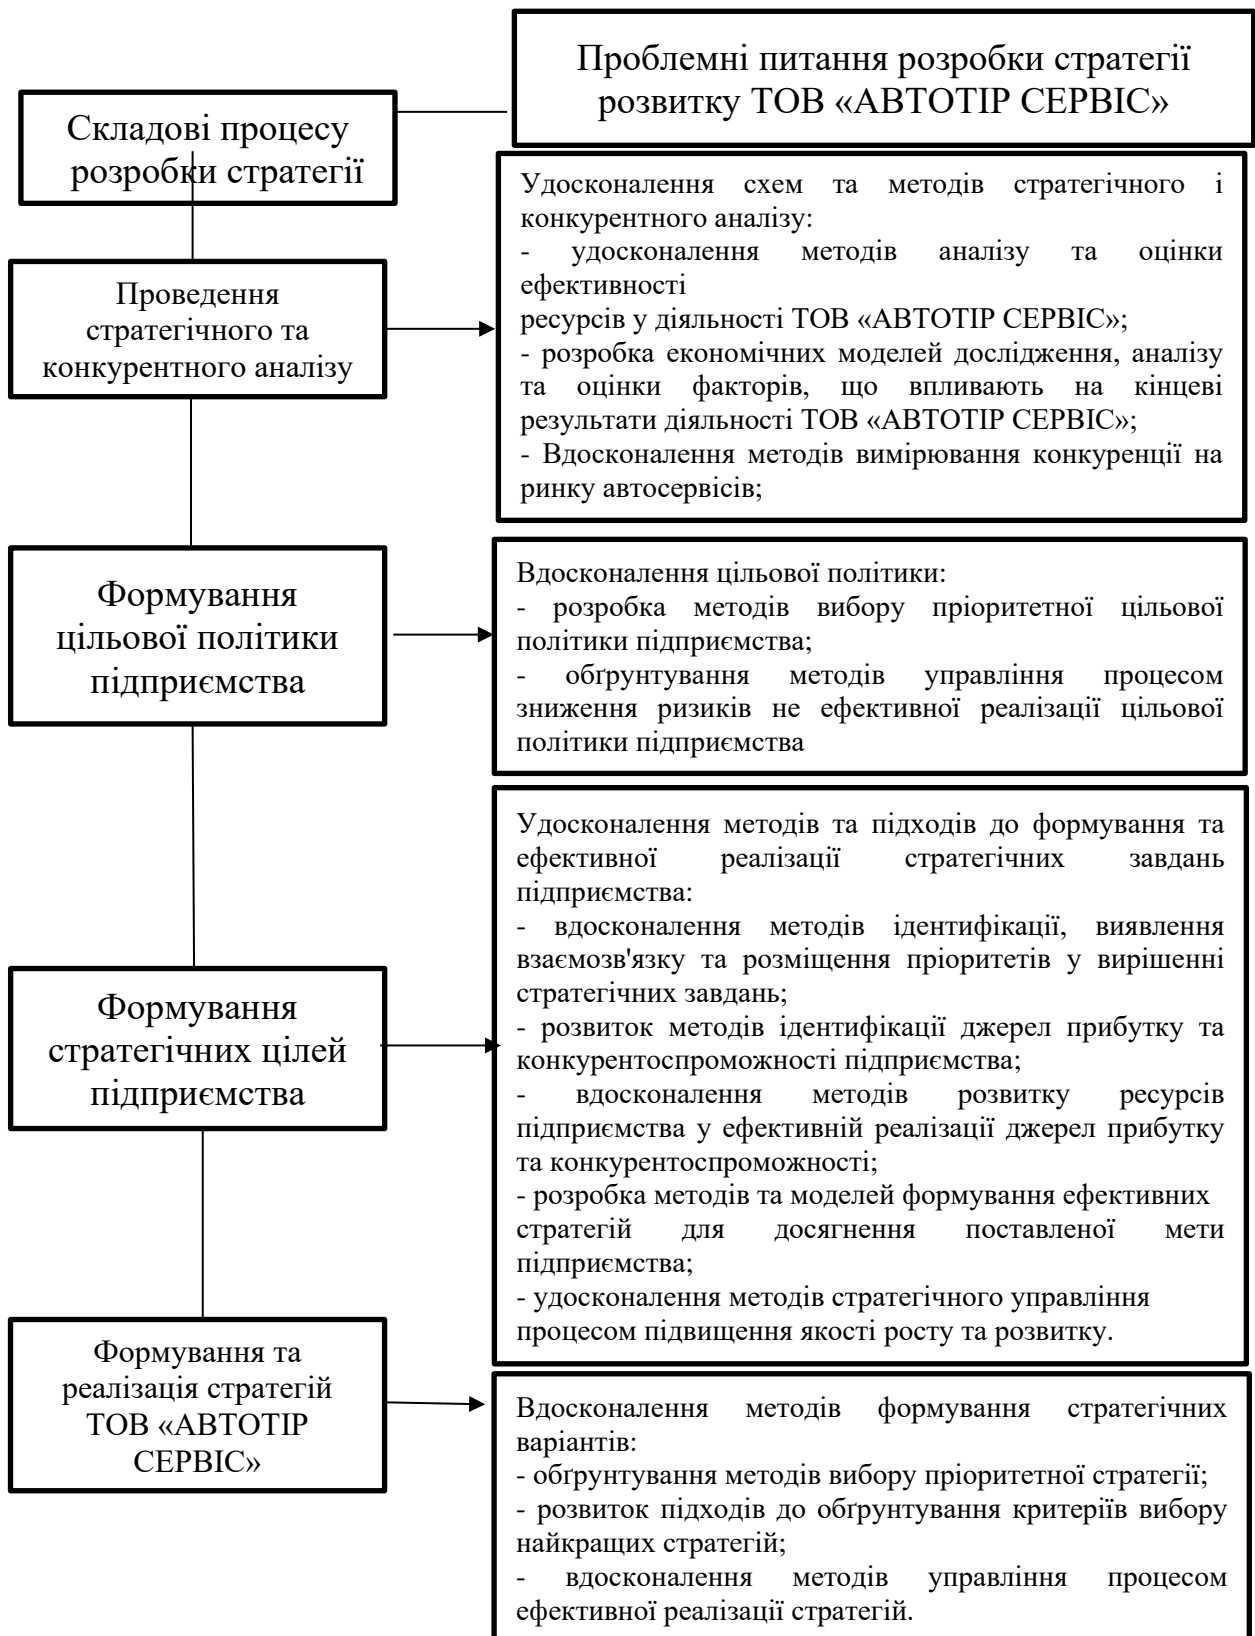 Проблемні питання розробки стратегії
розвитку ТОВ «АВТОТІР СЕРВІС»
Складові процесу
розробки стратегії
Проведення
стратегічного та
конкурентного аналізу
Удосконалення схем та методів стратегічного і
конкурентного аналізу:
- удосконалення методів аналізу та оцінки
ефективності
ресурсів у діяльності ТОВ «АВТОТІР СЕРВІС»;
- розробка економічних моделей дослідження, аналізу
та оцінки факторів, що впливають на кінцеві
результати діяльності ТОВ «АВТОТІР СЕРВІС»;
- Вдосконалення методів вимірювання конкуренції на
ринку автосервісів;
Формування
цільової політики
підприємства
Вдосконалення цільової політики:
- розробка методів вибору пріоритетної цільової
політики підприємства;
- обґрунтування методів управління процесом
зниження ризиків не ефективної реалізації цільової
політики підприємства
Формування
стратегічних цілей
підприємства
Удосконалення методів та підходів до формування та
ефективної реалізації стратегічних завдань
підприємства:
- вдосконалення методів ідентифікації, виявлення
взаємозв'язку та розміщення пріоритетів у вирішенні
стратегічних завдань;
- розвиток методів ідентифікації джерел прибутку та
конкурентоспроможності підприємства;
- вдосконалення методів розвитку ресурсів
підприємства у ефективній реалізації джерел прибутку
та конкурентоспроможності;
- розробка методів та моделей формування ефективних
стратегій для досягнення поставленої мети
підприємства;
- удосконалення методів стратегічного управління
процесом підвищення якості росту та розвитку.
Формування та
реалізація стратегій
ТОВ «АВТОТІР
СЕРВІС»
Вдосконалення методів формування стратегічних
варіантів:
- обґрунтування методів вибору пріоритетної стратегії;
- розвиток підходів до обґрунтування критеріїв вибору
найкращих стратегій;
- вдосконалення методів управління процесом
ефективної реалізації стратегій.